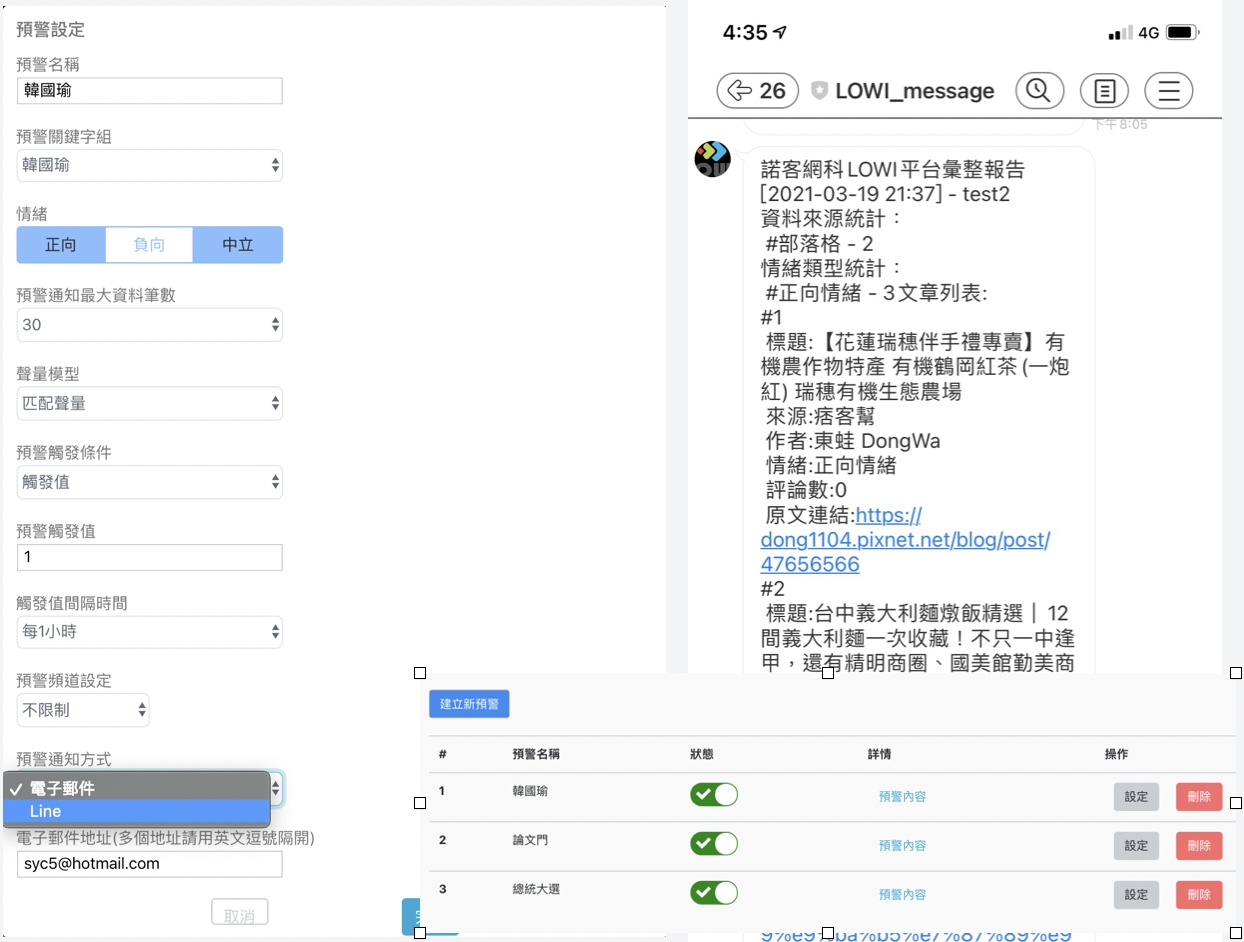 預警設定
預警名稱
韓國瑜
預警關鍵字組
韓國瑜
情緒
正向 負向 中立
預警通知最大資料筆數
30
聲量模型
匹配聲量
預警觸發條件
觸發值
預警觸發值
1
觸發值間隔時間
每1小時
預警頻道設定
不限制
預警通知方式
電子郵件
Line
電子郵件地址(多個地址請用英文逗號隔開)
syc5@hotmail.com
取消
4:35 4G
26 LOWI_message
下午 8:05
諾客網科 LOWI 平台彙整報告
[2021-03-19 21:37] - test2
資料來源統計：
#部落格 - 2
情緒類型統計：
#正向情緒 - 3 文章列表:
#1
標題:【花蓮瑞穗伴手禮專賣】有
機農作物特產 有機鶴岡紅茶 (一炮
紅) 瑞穗有機生態農場
來源:痞客幫
作者:東蛙 DongWa
情緒:正向情緒
評論數:0
原文連結:https://
dong1104.pixnet.net/blog/post/
47656566
#2
標題:台中義大利麵燉飯精選│ 12
間義大利麵一次收藏！不只一中逢
甲，還有精明商圈、國美館勤美商
建立新預警
# 預警名稱 狀態 詳情 操作
1 韓國瑜 預警內容 設定 刪除
2 論文門 預警內容 設定 刪除
3 總統大選 預警內容 設定 刪除
9%e9%ba%b5%e7%87%89%e9